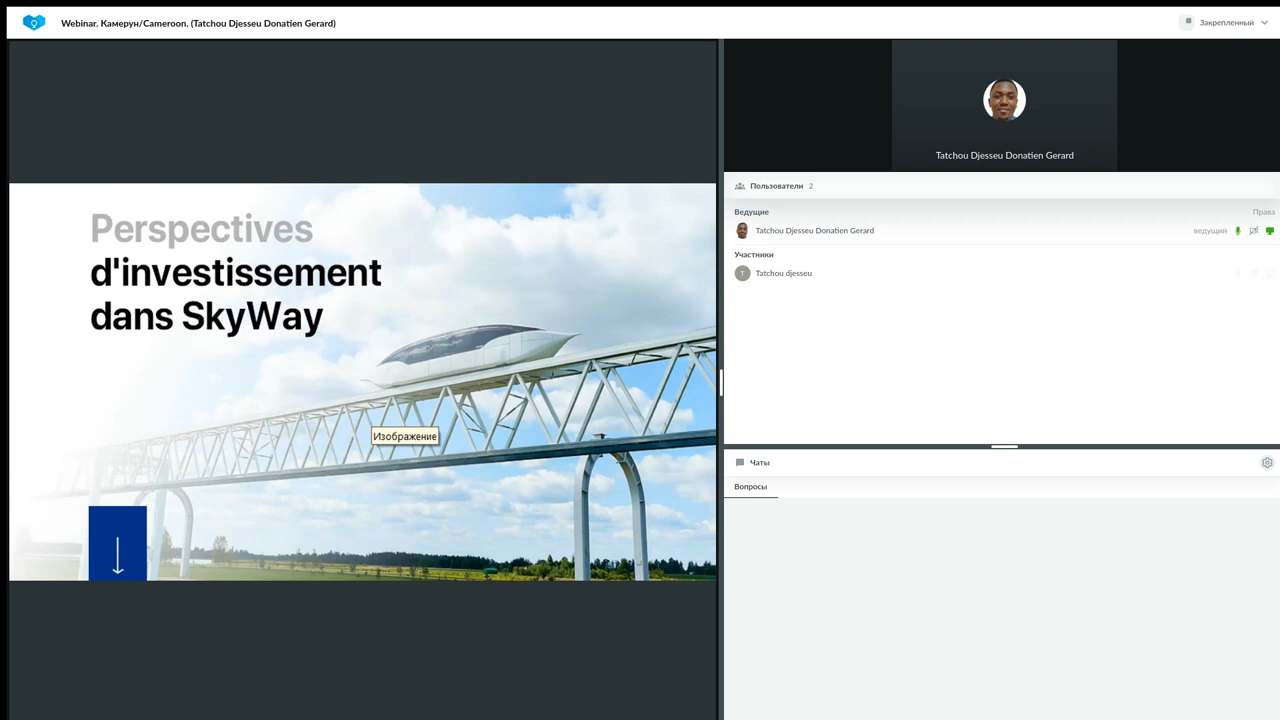 Webinar. Камерун/Cameroon. (Tatchou Djesseu Donatien Gerard)
Закрепленный
Perspectives
d'investissement
dans SkyWay
Изображение
Tatchou Djesseu Donatien Gerard
Пользователи 2
Ведущие Права
Tatchou Djesseu Donatien Gerard ведущий
Участники
T Tatchou djesseu
Чаты
Вопросы